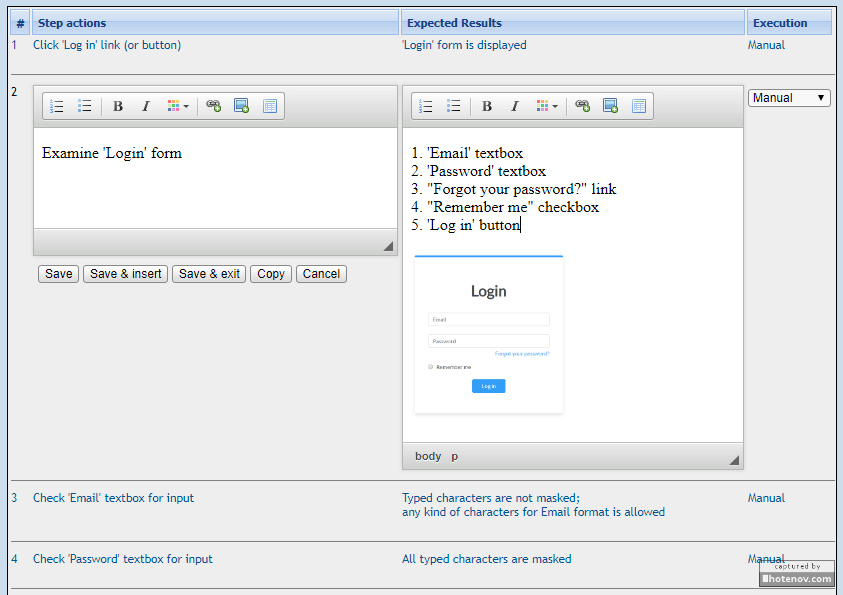 # Step actions Expected Results Execution
1 Click 'Log in' link (or button) 'Login' form is displayed Manual
2
Manual
Examine 'Login' form
1. 'Email' textbox
2. 'Password' textbox
3. "Forgot your password?" link
4. "Remember me" checkbox
5. 'Log in' button
Login
Email
Password
Forgot your password?
Remember me
Log in
Save Save & insert Save & exit Copy Cancel
body p
3 Check 'Email' textbox for input Typed characters are not masked; Manual
any kind of characters for Email format is allowed
4 Check 'Password' textbox for input All typed characters are masked Manual
captured by
hotenov.com